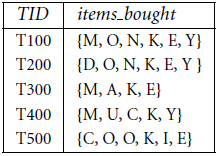 TID items_bought
T100 {M, O, N, K, E, Y}
T200 {D, O, N, K, E, Y }
T300 {M, A, K, E}
T400 {M, U, C, K, Y}
T500 {C, O, O, K, I, E}